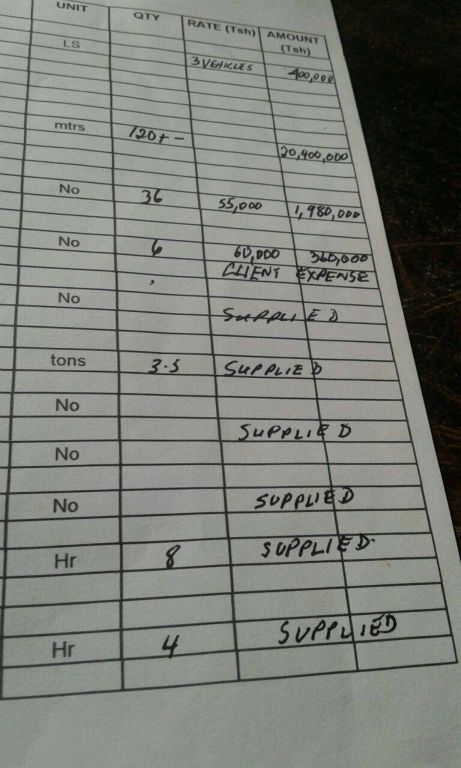 UNIT QTY RATE (Tsh) AMOUNT (Tsh)
LS 3 VEHICLES 400,000
mtrs 120+- 20,400,000
No 36 55,000 1,980,000
No 6 60,000 360,000
CLIENT EXPENSE
No SUPPLIED
tons 3.5 SUPPLIED
No
SUPPLIED
No
No SUPPLIED
Hr 8 SUPPLIED.
Hr 4 SUPPLIED